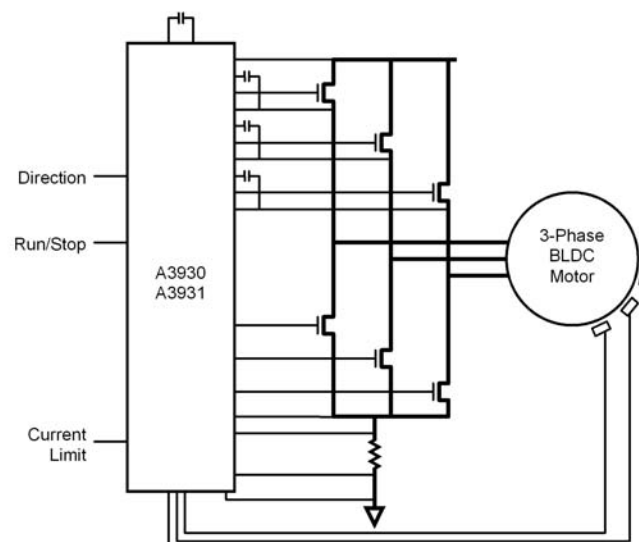 Direction
Run/Stop
A3930
A3931
3-Phase
BLDC
Motor
Current
Limit